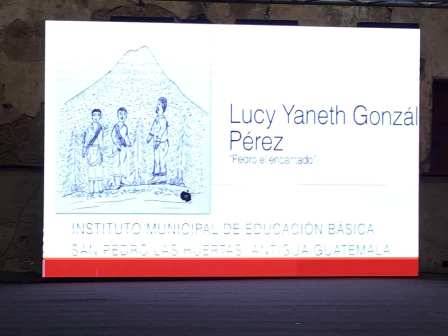 Lucy Yaneth Gonzál
Pérez
"Pedro el encantado"
INSTITUTO MUNICIPAL DE EDUCACIÓN BÁSICA
SAN PEDRO LAS HUERTAS, ANTIGUA GUATEMALA